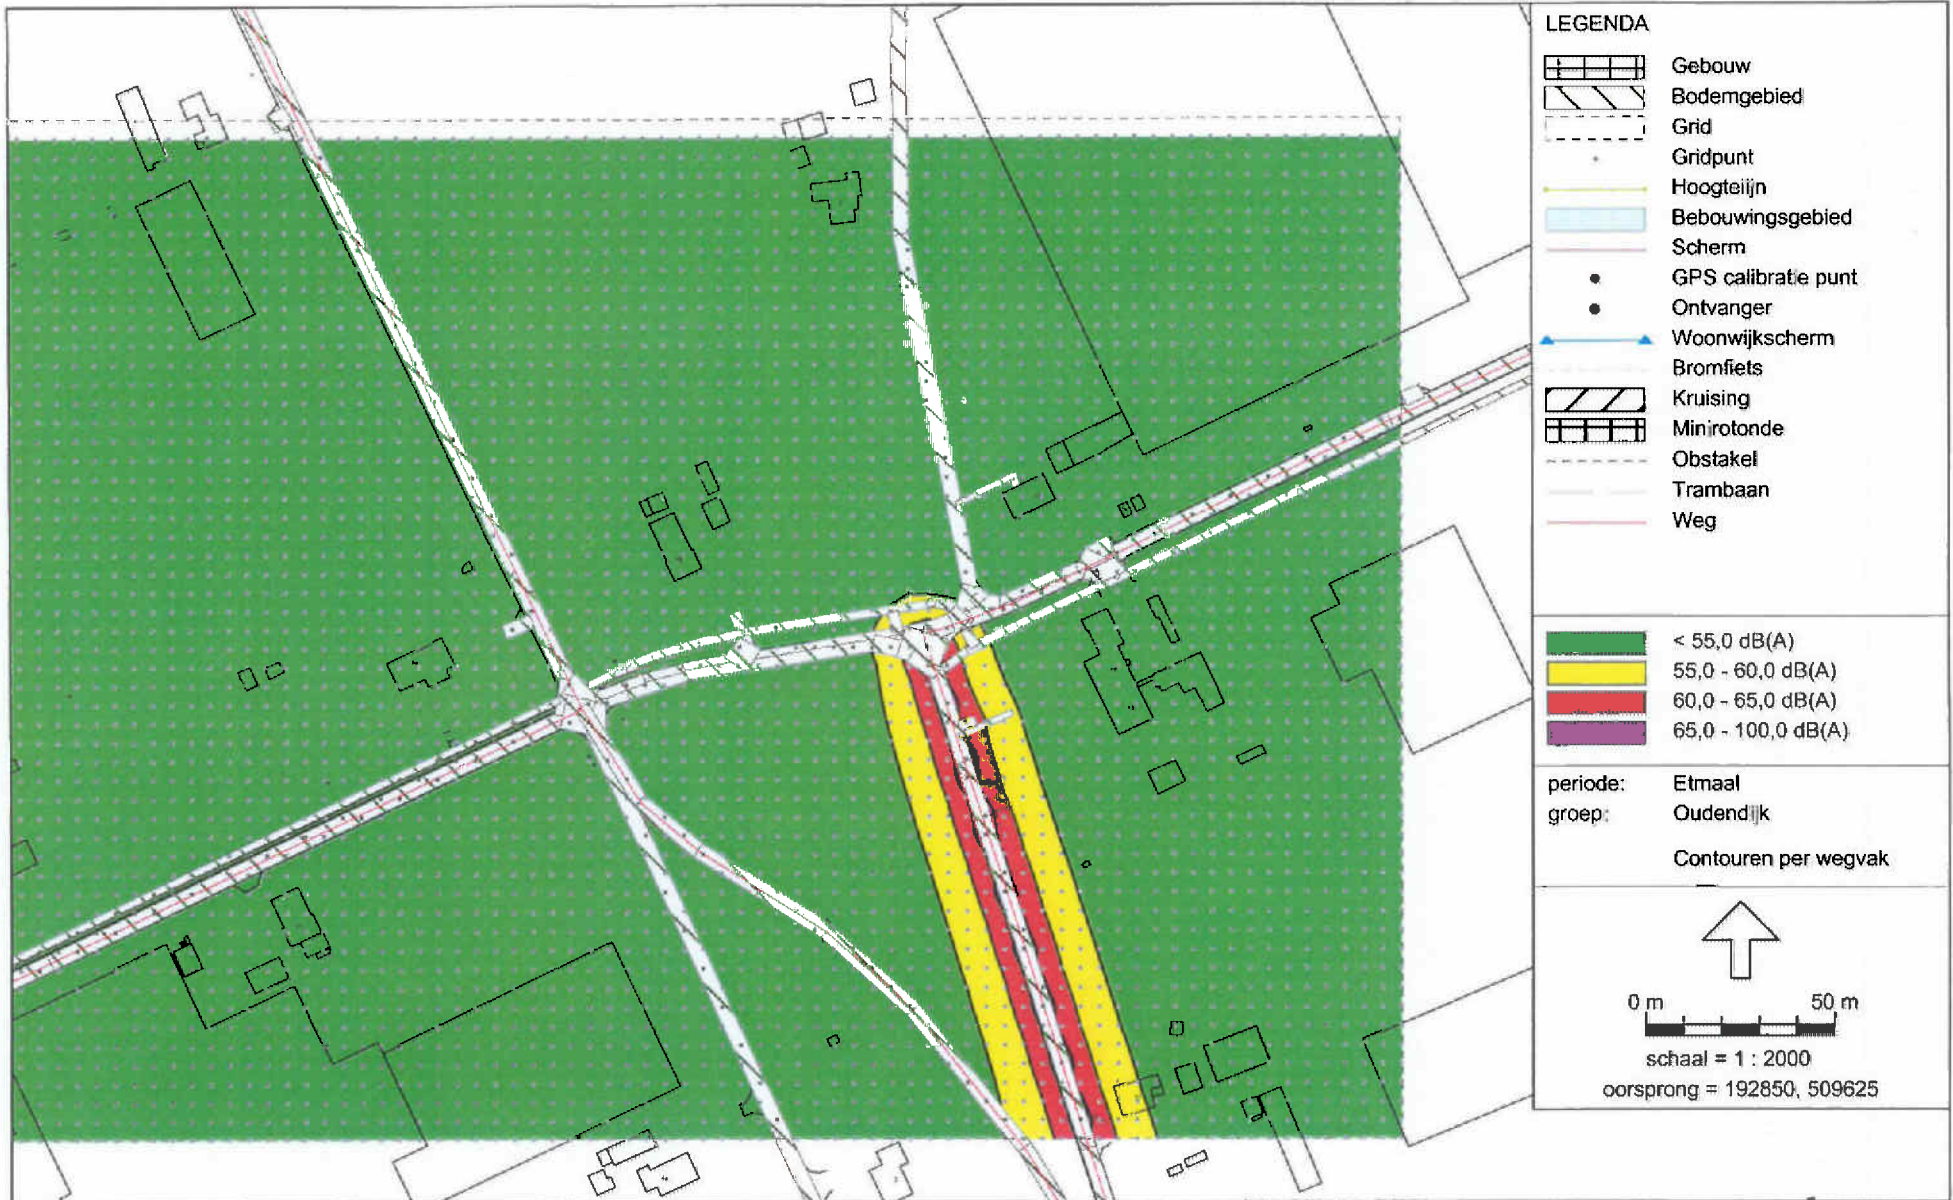 LEGENDA
Gebouw
Bodemgebied
Grid
Gridpunt
Hoogtelijn
Bebouwingsgebied
Scherm
GPS calibratie punt
Ontvanger
Woonwijkscherm
Bromfiets
Kruising
Minirotonde
Obstakel
Trambaan
Weg
< 55,0 dB(A)
55,0 - 60,0 dB(A)
60,0 - 65,0 dB(A)
65,0 - 100,0 dB(A)
periode: Etmaal
groep: Oudendijk
Contouren per wegvak
0 m 50 m
schaal = 1 : 2000
oorsprong = 192850, 509625